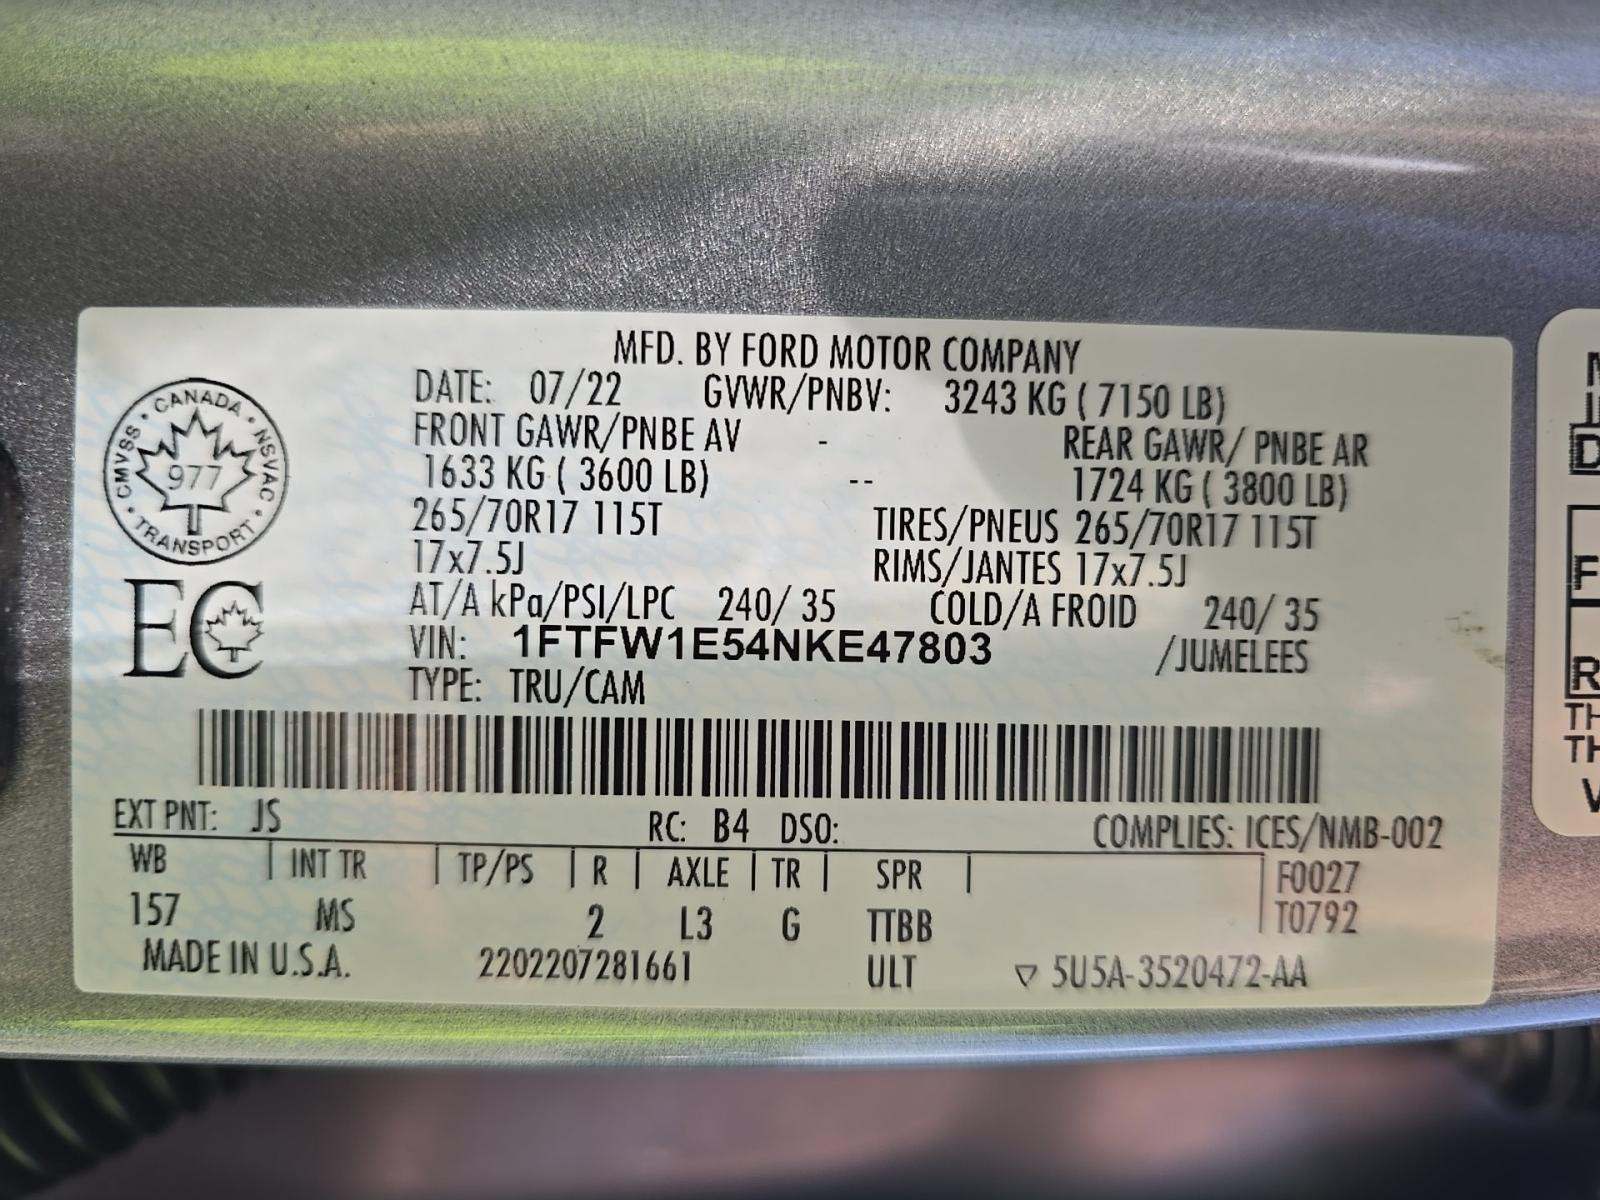 MFD. BY FORD MOTOR COMPANY
DATE: 07/22 GVWR/PNBV: 3243 KG ( 7150 LB)
FRONT GAWR/PNBE AV - REAR GAWR/ PNBE AR
1633 KG ( 3600 LB) -- 1724 KG ( 3800 LB)
265/70R17 115T TIRES/PNEUS 265/70R17 115T
17x7.5J RIMS/JANTES 17x7.5J
AT/A kPa/PSI/LPC 240/ 35 COLD/A FROID 240/ 35
VIN: 1FTFW1E54NKE47803 /JUMELEES
TYPE: TRU/CAM
CANADA • NSVAC • TRANSPORT • CMVSS •
977
EC
EXT PNT: JS RC: B4 DSO: COMPLIES: ICES/NMB-002
WB | INT TR | TP/PS | R | AXLE | TR | SPR | F0027
157 MS 2 L3 G TTBB T0792
MADE IN U.S.A. 2202207281661 ULT ▽ 5U5A-3520472-AA